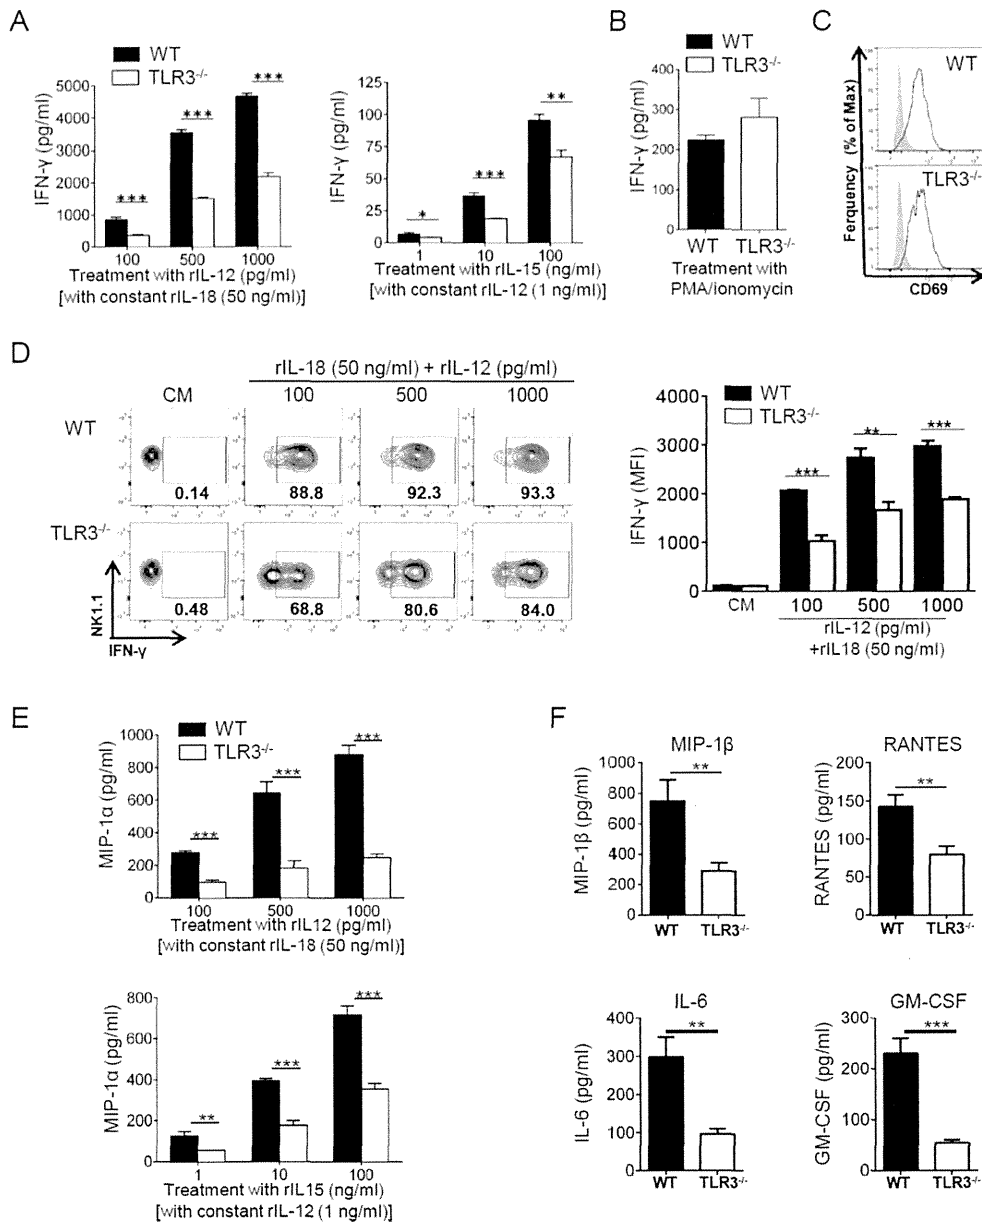 A
WT
TLR3-/-
IFN-γ (pg/ml)
5000
4000
3000
2000
1000
0
***
***
***
100 500 1000
Treatment with rIL-12 (pg/ml)
[with constant rIL-18 (50 ng/ml)]
IFN-γ (pg/ml)
125
100
75
50
25
0
*
***
**
1 10 100
Treatment with rIL-15 (ng/ml)
[with constant rIL-12 (1 ng/ml)]
B
WT
TLR3-/-
IFN-γ (pg/ml)
400
300
200
100
0
WT TLR3-/-
Treatment with
PMA/ionomycin
C
WT
TLR3-/-
Ferquency (% of Max)
CD69
D
rIL-18 (50 ng/ml) + rIL-12 (pg/ml)
CM 100 500 1000
WT
0.14 88.8 92.3 93.3
TLR3-/-
0.48 68.8 80.6 84.0
NK1.1
IFN-γ
WT
TLR3-/-
IFN-γ (MFI)
4000
3000
2000
1000
0
***
**
***
CM 100 500 1000
rIL-12 (pg/ml)
+rIL18 (50 ng/ml)
E
WT
TLR3-/-
MIP-1α (pg/ml)
1000
800
600
400
200
0
***
***
***
100 500 1000
Treatment with rIL12 (pg/ml)
[with constant rIL-18 (50 ng/ml)]
MIP-1α (pg/ml)
800
600
400
200
0
**
***
***
1 10 100
Treatment with rIL15 (ng/ml)
[with constant rIL-12 (1 ng/ml)]
F
MIP-1β
MIP-1β (pg/ml)
1000
800
600
400
200
0
**
WT TLR3-/-
RANTES
RANTES (pg/ml)
200
150
100
50
0
**
WT TLR3-/-
IL-6
IL-6 (pg/ml)
400
300
200
100
0
**
WT TLR3-/-
GM-CSF
GM-CSF (pg/ml)
300
200
100
0
***
WT TLR3-/-